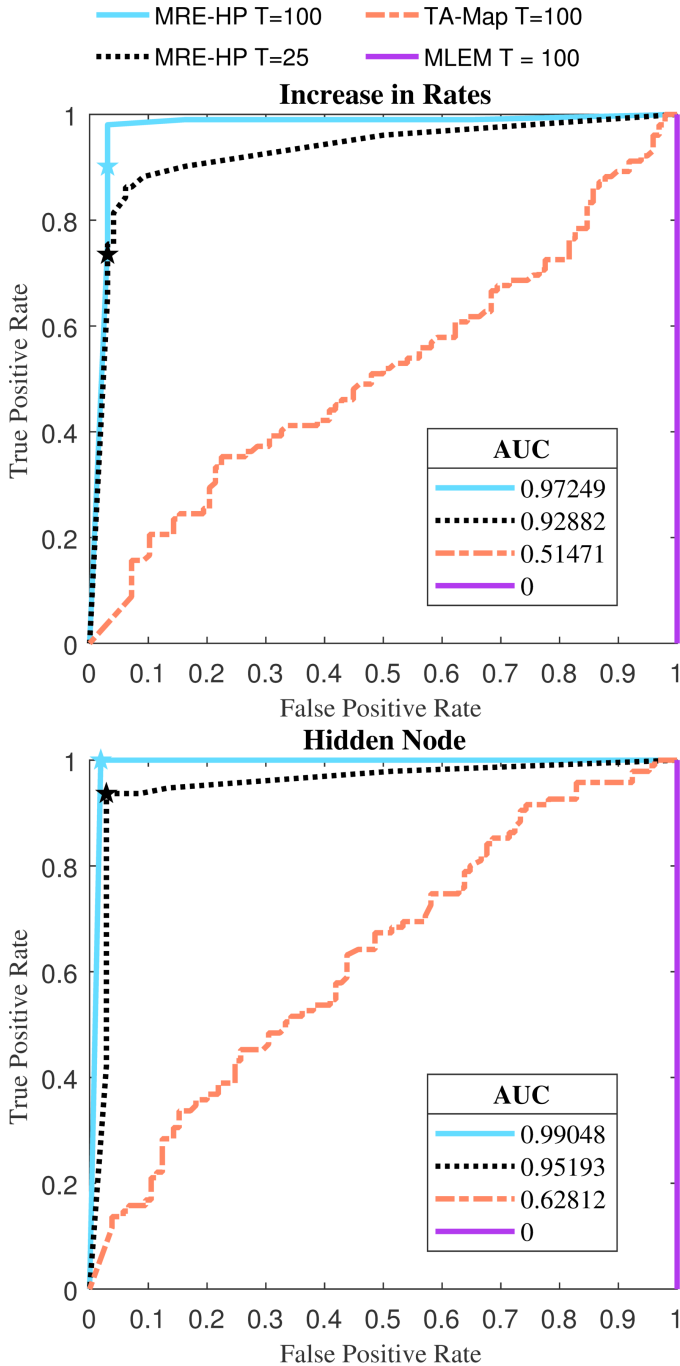 MRE-HP T=100
TA-Map T=100
MRE-HP T=25
MLEM T = 100
Increase in Rates
1
0.8
0.6
0.4
0.2
0
True Positive Rate
AUC
0.97249
0.92882
0.51471
0
0 0.1 0.2 0.3 0.4 0.5 0.6 0.7 0.8 0.9 1
False Positive Rate
Hidden Node
1
0.8
0.6
0.4
0.2
0
True Positive Rate
AUC
0.99048
0.95193
0.62812
0
0 0.1 0.2 0.3 0.4 0.5 0.6 0.7 0.8 0.9 1
False Positive Rate